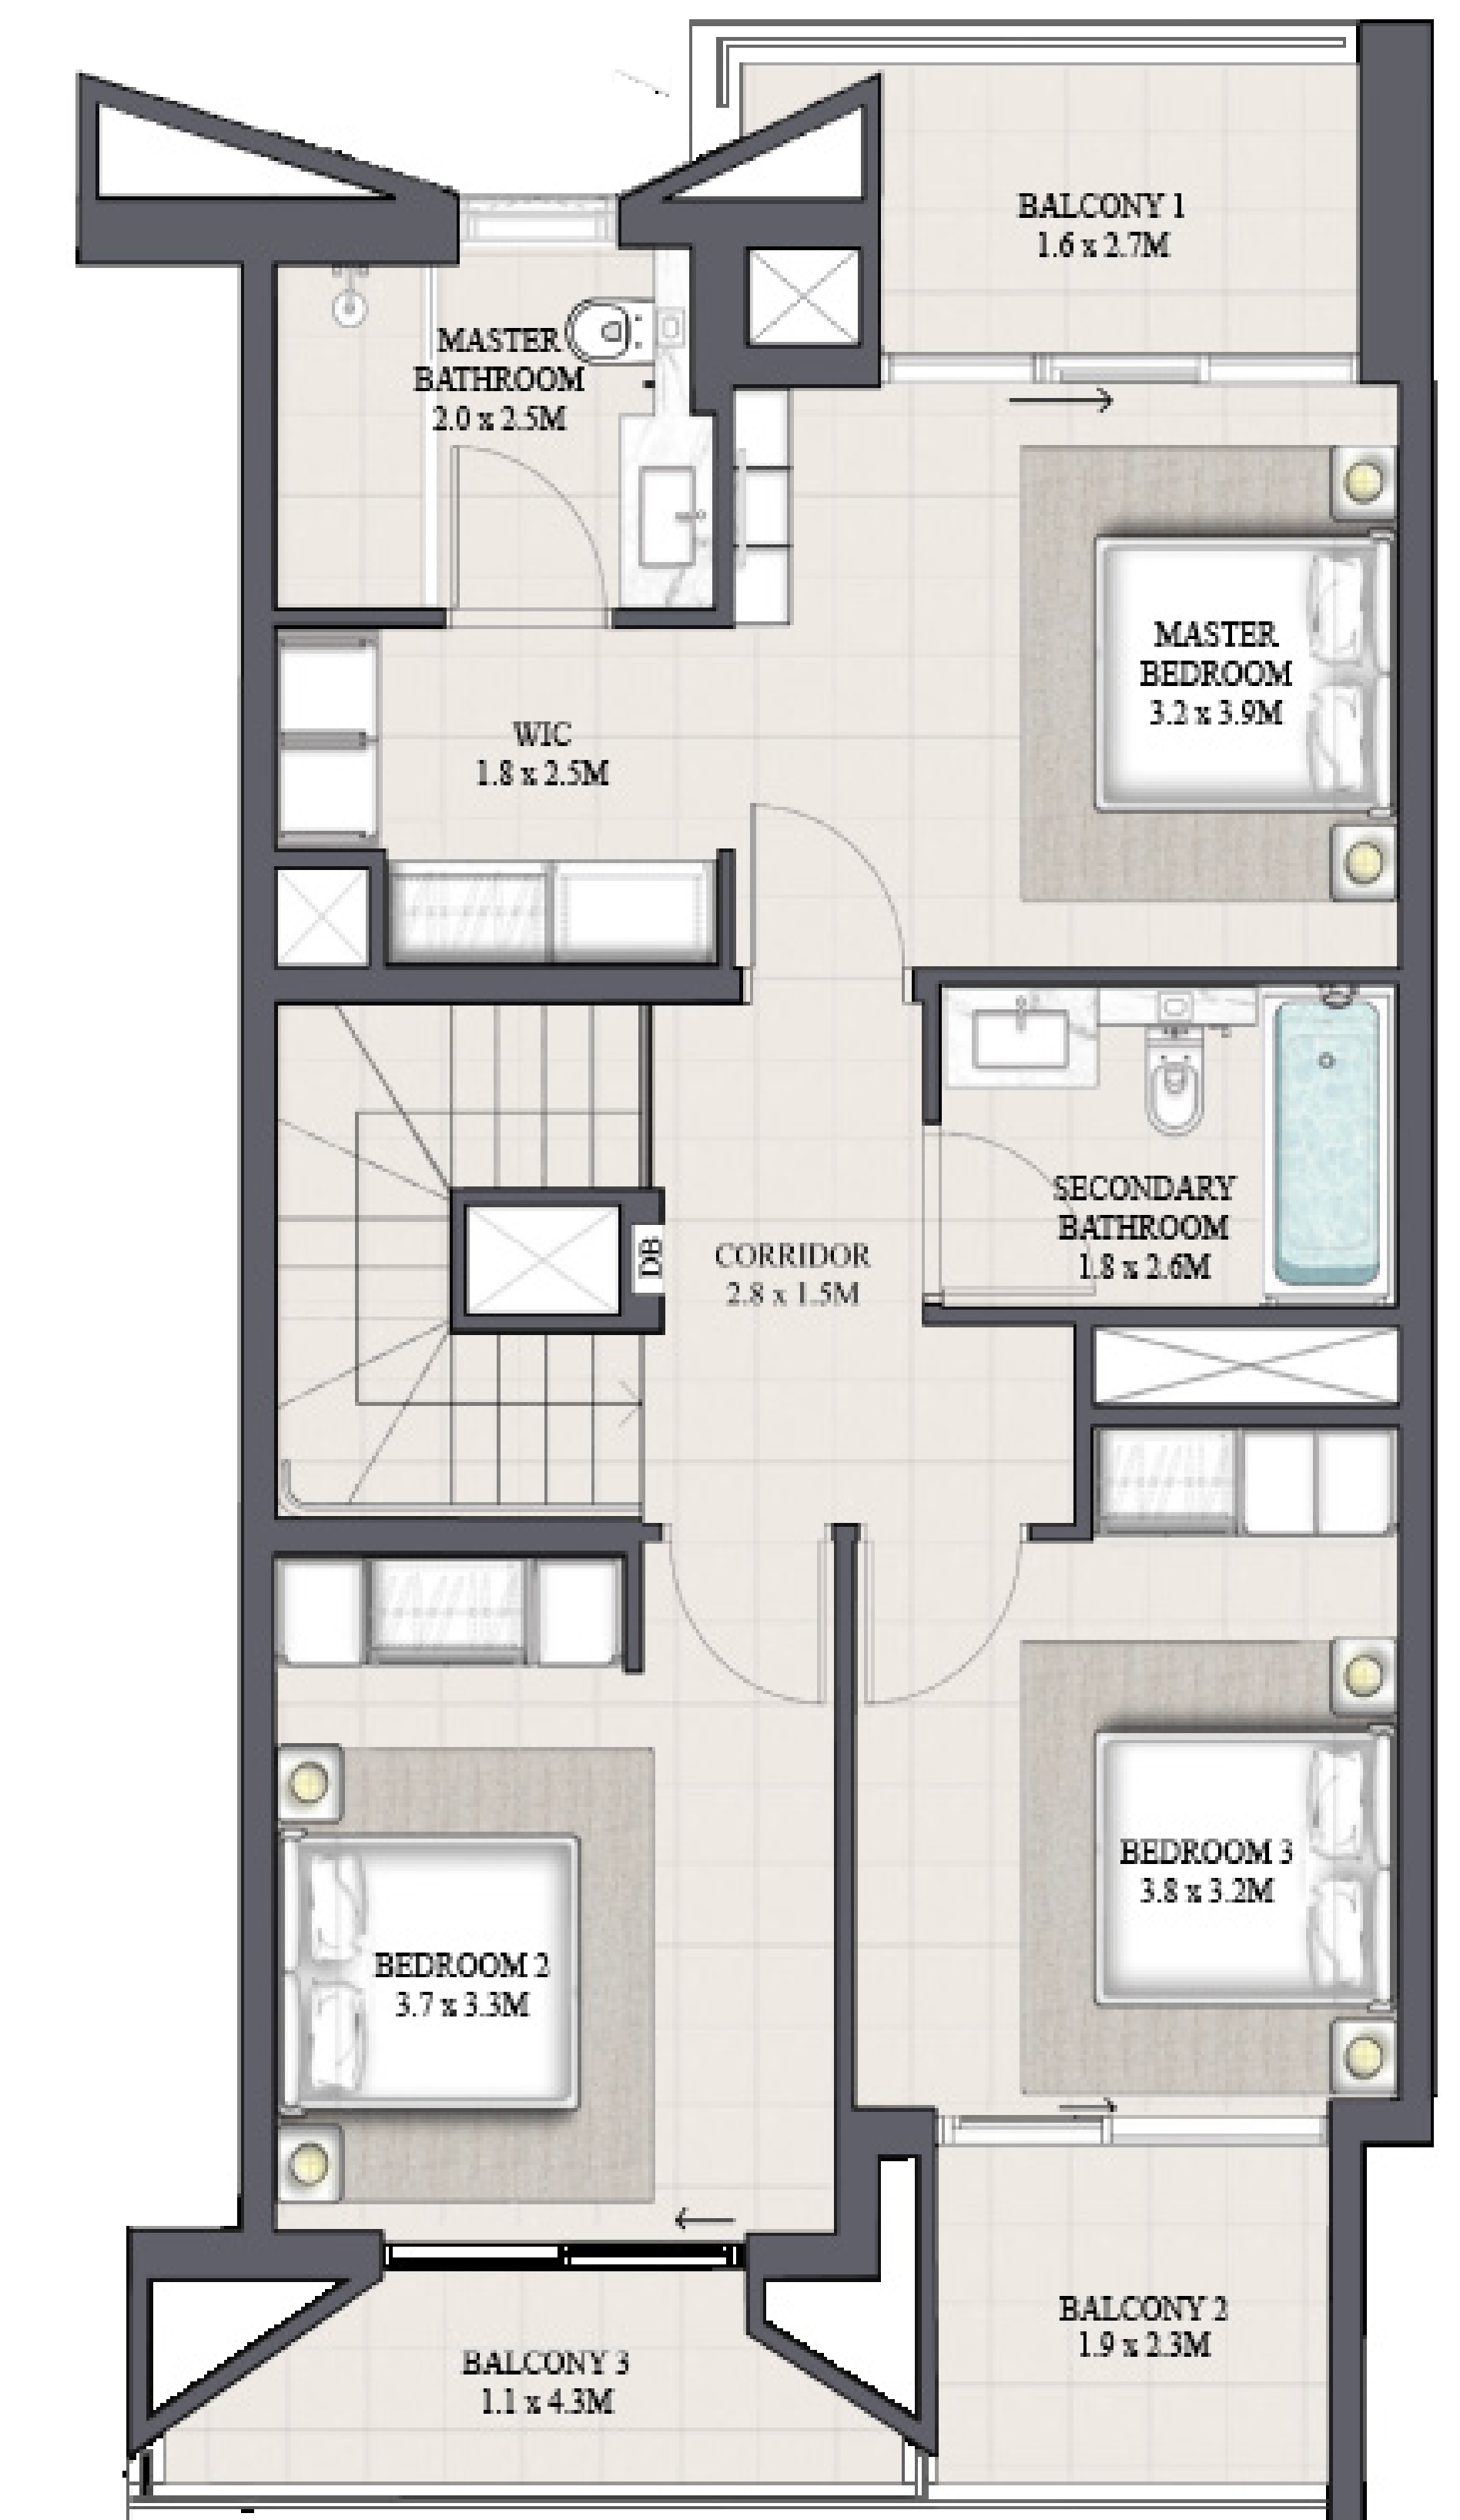 BALCONY 1
1.6 x 2.7M
MASTER
BATHROOM
2.0 x 2.5M
MASTER
BEDROOM
3.2 x 3.9M
WIC
1.8 x 2.5M
SECONDARY
BATHROOM
1.8 x 2.6M
DB
CORRIDOR
2.8 x 1.5M
BEDROOM 3
3.8 x 3.2M
BEDROOM 2
3.7 x 3.3M
BALCONY 2
1.9 x 2.3M
BALCONY 3
1.1 x 4.3M